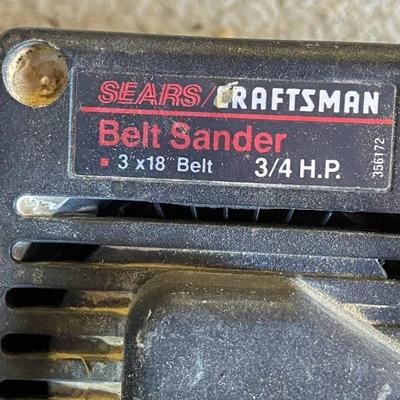 SEARS/CRAFTSMAN
Belt Sander
▪ 3"x18" Belt 3/4 H.P.
356172